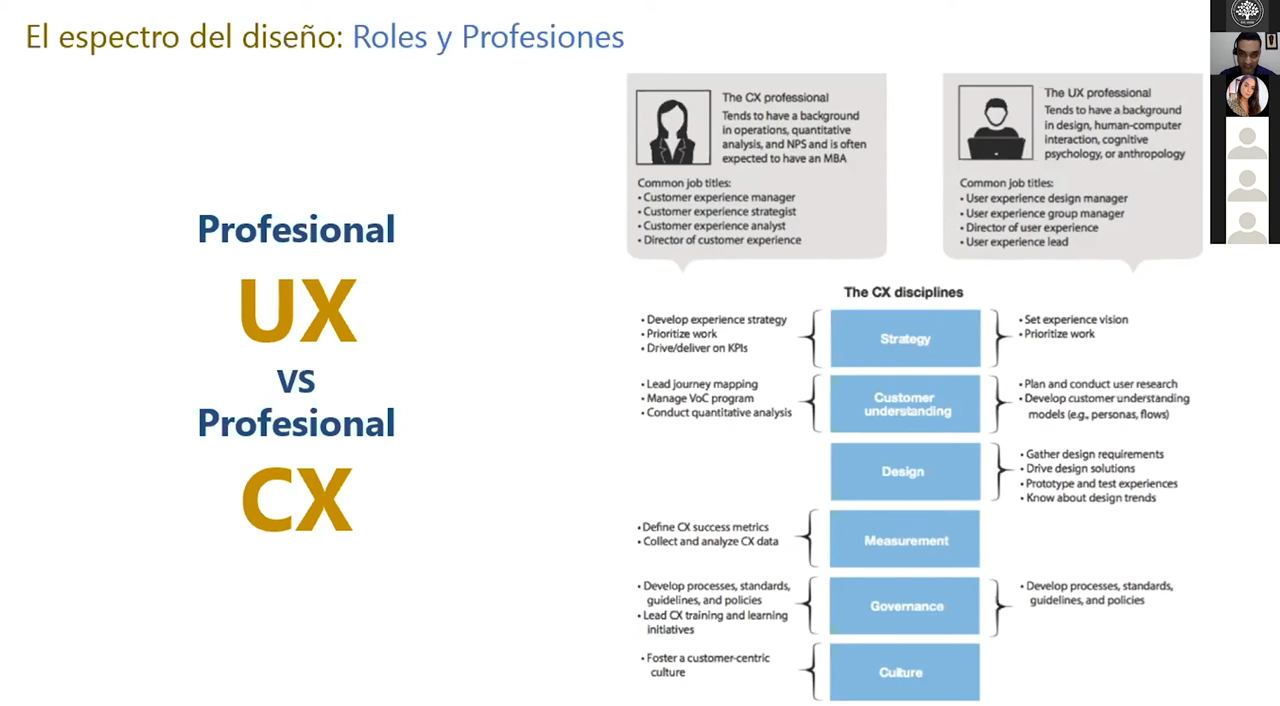 El espectro del diseño: Roles y Profesiones
Profesional
UX
VS
Profesional
CX
The CX professional
Tends to have a background
in operations, quantitative
analysis, and NPS and is often
expected to have an MBA
Common job titles:
• Customer experience manager
• Customer experience strategist
• Customer experience analyst
• Director of customer experience
The UX professional
Tends to have a background
in design, human-computer
interaction, cognitive
psychology, or anthropology
Common job titles:
• User experience design manager
• User experience group manager
• Director of user experience
• User experience lead
The CX disciplines
• Develop experience strategy
• Prioritize work
• Drive/deliver on KPIs
Strategy
• Set experience vision
• Prioritize work
• Lead journey mapping
• Manage VoC program
• Conduct quantitative analysis
Customer
understanding
• Plan and conduct user research
• Develop customer understanding
models (e.g., personas, flows)
Design
• Gather design requirements
• Drive design solutions
• Prototype and test experiences
• Know about design trends
• Define CX success metrics
• Collect and analyze CX data
Measurement
• Develop processes, standards,
guidelines, and policies
• Lead CX training and learning
initiatives
Governance
• Develop processes, standards,
guidelines, and policies
• Foster a customer-centric
culture
Culture